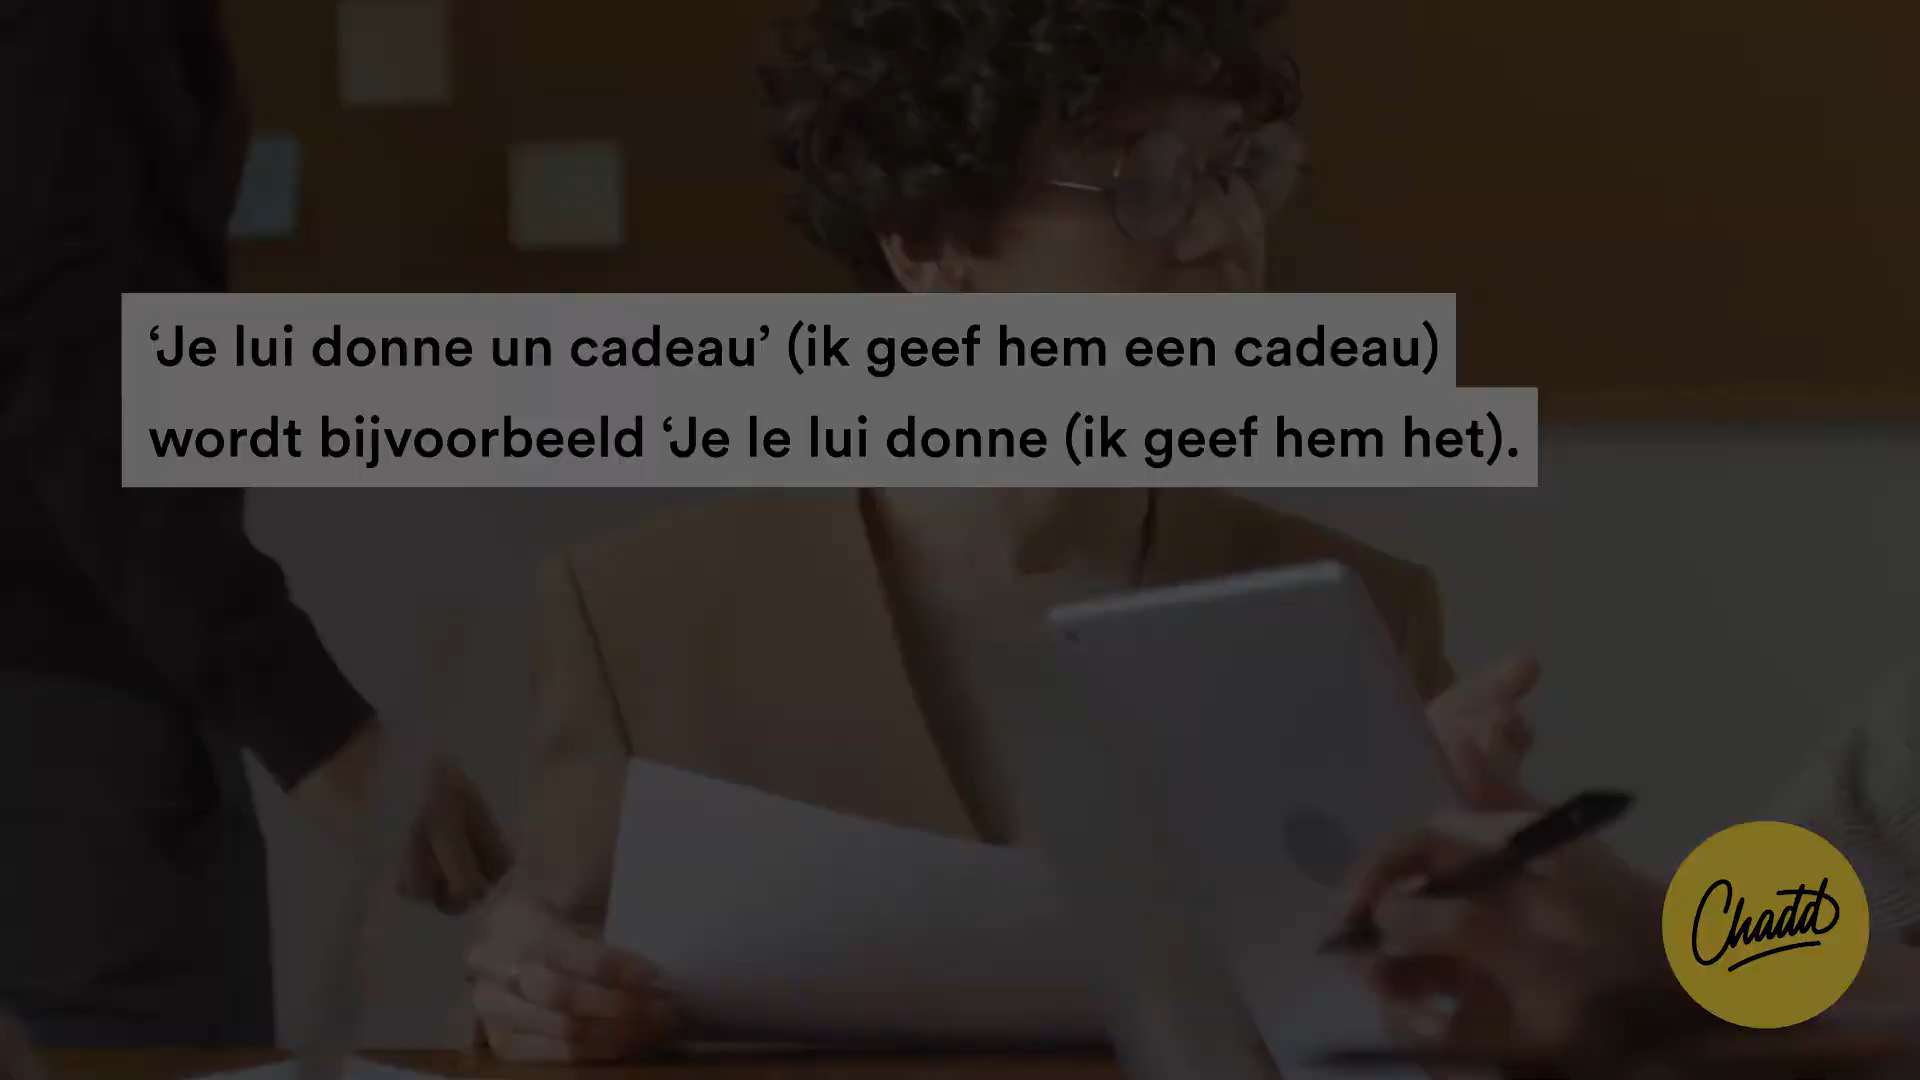 ‘Je lui donne un cadeau’ (ik geef hem een cadeau)
wordt bijvoorbeeld ‘Je le lui donne (ik geef hem het).
Chadd